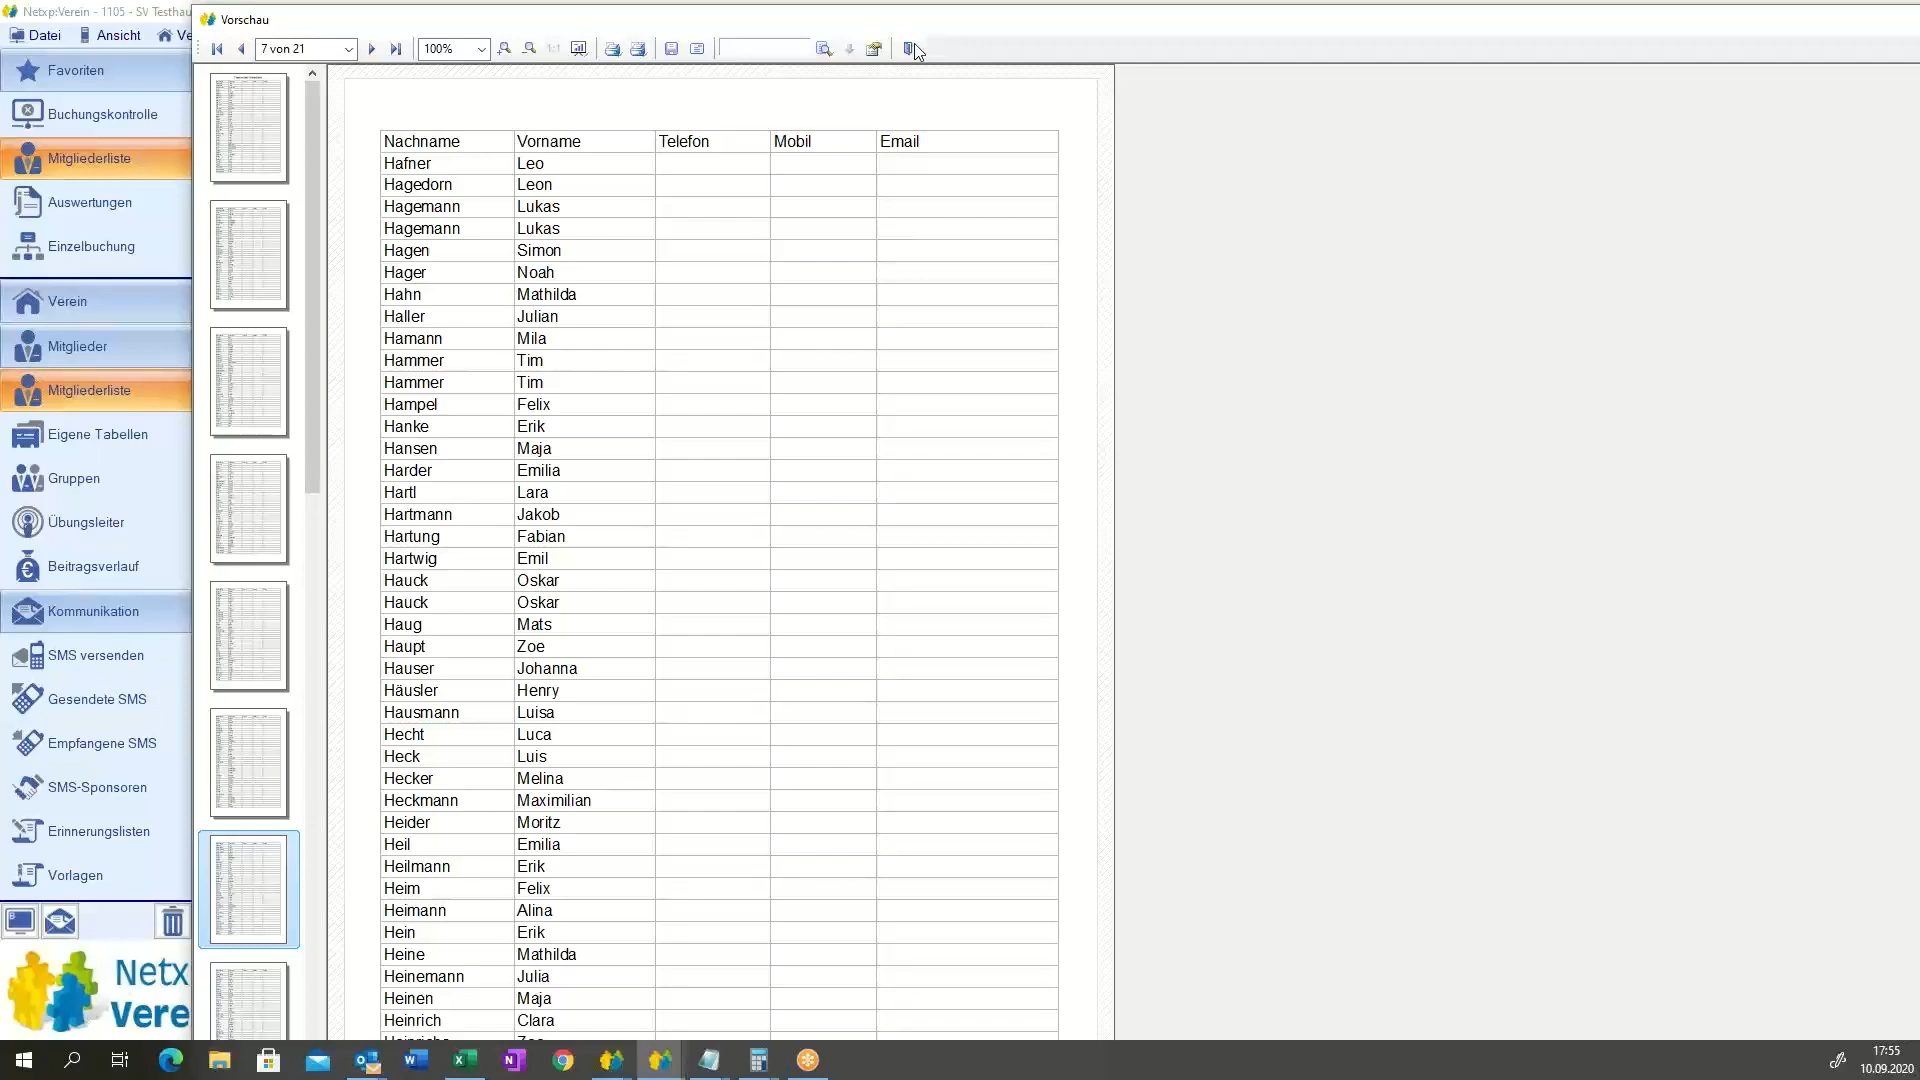 Netxp:Verein - 1105 - SV Testhau
Vorschau
Datei
Ansicht
Ve
7 von 21
100%
1:1
Favoriten
Buchungskontrolle
Mitgliederliste
Auswertungen
Einzelbuchung
Verein
Mitglieder
Mitgliederliste
Eigene Tabellen
Gruppen
Übungsleiter
Beitragsverlauf
Kommunikation
SMS versenden
Gesendete SMS
Empfangene SMS
SMS-Sponsoren
Erinnerungslisten
Vorlagen
Netx
Vere
Nachname Vorname Telefon Mobil Email
Hafner Leo
Hagedorn Leon
Hagemann Lukas
Hagemann Lukas
Hagen Simon
Hager Noah
Hahn Mathilda
Haller Julian
Hamann Mila
Hammer Tim
Hammer Tim
Hampel Felix
Hanke Erik
Hansen Maja
Harder Emilia
Hartl Lara
Hartmann Jakob
Hartung Fabian
Hartwig Emil
Hauck Oskar
Hauck Oskar
Haug Mats
Haupt Zoe
Hauser Johanna
Häusler Henry
Hausmann Luisa
Hecht Luca
Heck Luis
Hecker Melina
Heckmann Maximilian
Heider Moritz
Heil Emilia
Heilmann Erik
Heim Felix
Heimann Alina
Hein Erik
Heine Mathilda
Heinemann Julia
Heinen Maja
Heinrich Clara
17:55
10.09.2020